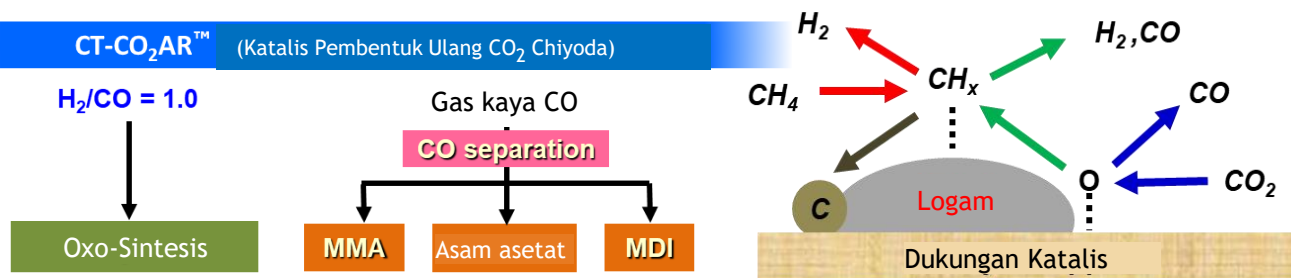 CT-CO₂AR™ (Katalis Pembentuk Ulang CO₂ Chiyoda)
H₂/CO = 1.0
Gas kaya CO
CO separation
Oxo-Sintesis
MMA
Asam asetat
MDI
H₂
H₂,CO
CH₄
CHₓ
CO
C
Logam
O
CO₂
Dukungan Katalis